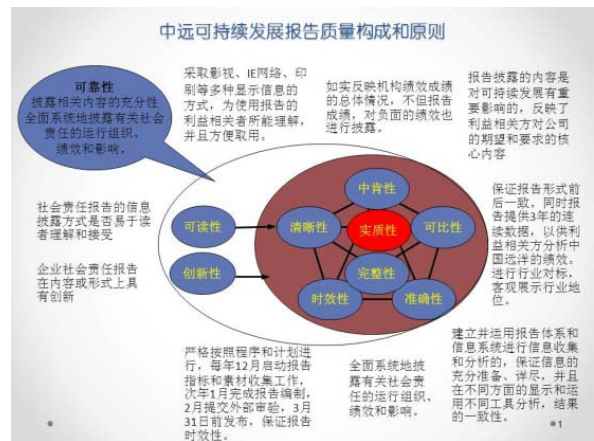 中远可持续发展报告质量构成和原则
可靠性
披露相关内容的充分性
全面系统地披露有关社会
责任的运行组织、
绩效和影响。
采取影视、IE网络、印
刷等多种显示信息的
方式，为使用报告的
利益相关者所能理解，
并且方便取用。
如实反映机构绩效成绩
的总体情况，不但报告
成绩，对负面的绩效也
进行披露。
报告披露的内容是
对可持续发展有重
要影响的，反映了
利益相关方对公司
的期望和要求的核
心内容
社会责任报告的信息
披露方式是否易于读
者理解和接受
企业社会责任报告
在内容或形式上具
有创新
可读性
创新性
中肯性
清晰性
实质性
可比性
完整性
时效性
准确性
保证报告形式前
后一致。同时报
告提供3年的连
续数据，以供利
益相关方分析中
国远洋的绩效。
进行行业对标，
客观展示行业地
位。
严格按照程序和计划进
行，每年12月启动报告
指标和素材收集工作，
次年1月完成报告编制，
2月提交外部审验，3月
31日前发布，保证报告
时效性。
全面系统地披
露有关社会责
任的运行组织、
绩效和影响。
建立并运用报告体系和
信息系统进行信息收集
和分析的，保证信息的
充分准备、详尽，并且
在不同方面的显示和运
用不同工具分析，结果
的一致性。
1